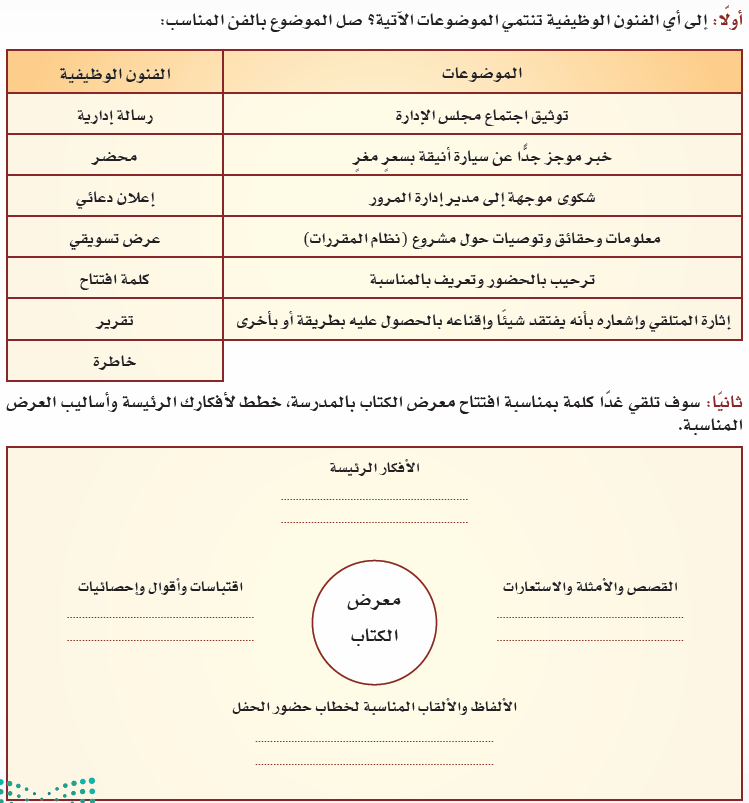 أولًا: إلى أي الفنون الوظيفية تنتمي الموضوعات الآتية؟ صل الموضوع بالفن المناسب:
الموضوعات الفنون الوظيفية
توثيق اجتماع مجلس الإدارة رسالة إدارية
خبر موجز جدًّا عن سيارة أنيقة بسعرٍ مغرٍ محضر
شكوى موجهة إلى مدير إدارة المرور إعلان دعائي
معلومات وحقائق وتوصيات حول مشروع (نظام المقررات) عرض تسويقي
ترحيب بالحضور وتعريف بالمناسبة كلمة افتتاح
إثارة المتلقي وإشعاره بأنه يفتقد شيئًا وإقناعه بالحصول عليه بطريقة أو بأخرى تقرير
خاطرة
ثانيًا: سوف تلقي غدًا كلمة بمناسبة افتتاح معرض الكتاب بالمدرسة، خطط لأفكارك الرئيسة وأساليب العرض
المناسبة.
الأفكار الرئيسة
القصص والأمثلة والاستعارات
معرض
الكتاب
اقتباسات وأقوال وإحصائيات
الألفاظ والألقاب المناسبة لخطاب حضور الحفل